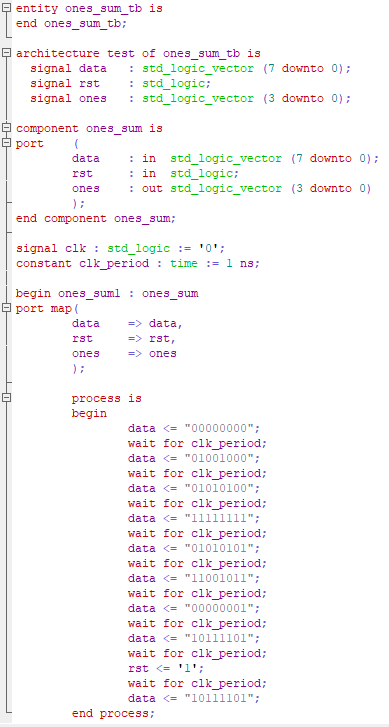 entity ones_sum_tb is
end ones_sum_tb;

architecture test of ones_sum_tb is
  signal data   : std_logic_vector (7 downto 0);
  signal rst    : std_logic;
  signal ones   : std_logic_vector (3 downto 0);

component ones_sum is
port    (
        data    : in  std_logic_vector (7 downto 0);
        rst     : in  std_logic;
        ones    : out std_logic_vector (3 downto 0)
        );
end component ones_sum;

signal clk : std_logic := '0';
constant clk_period : time := 1 ns;

begin ones_sum1 : ones_sum
port map(
        data    => data,
        rst     => rst,
        ones    => ones
        );

        process is
        begin
                data <= "00000000";
                wait for clk_period;
                data <= "01001000";
                wait for clk_period;
                data <= "01010100";
                wait for clk_period;
                data <= "11111111";
                wait for clk_period;
                data <= "01010101";
                wait for clk_period;
                data <= "11001011";
                wait for clk_period;
                data <= "00000001";
                wait for clk_period;
                data <= "10111101";
                wait for clk_period;
                rst <= '1';
                wait for clk_period;
                data <= "10111101";
        end process;